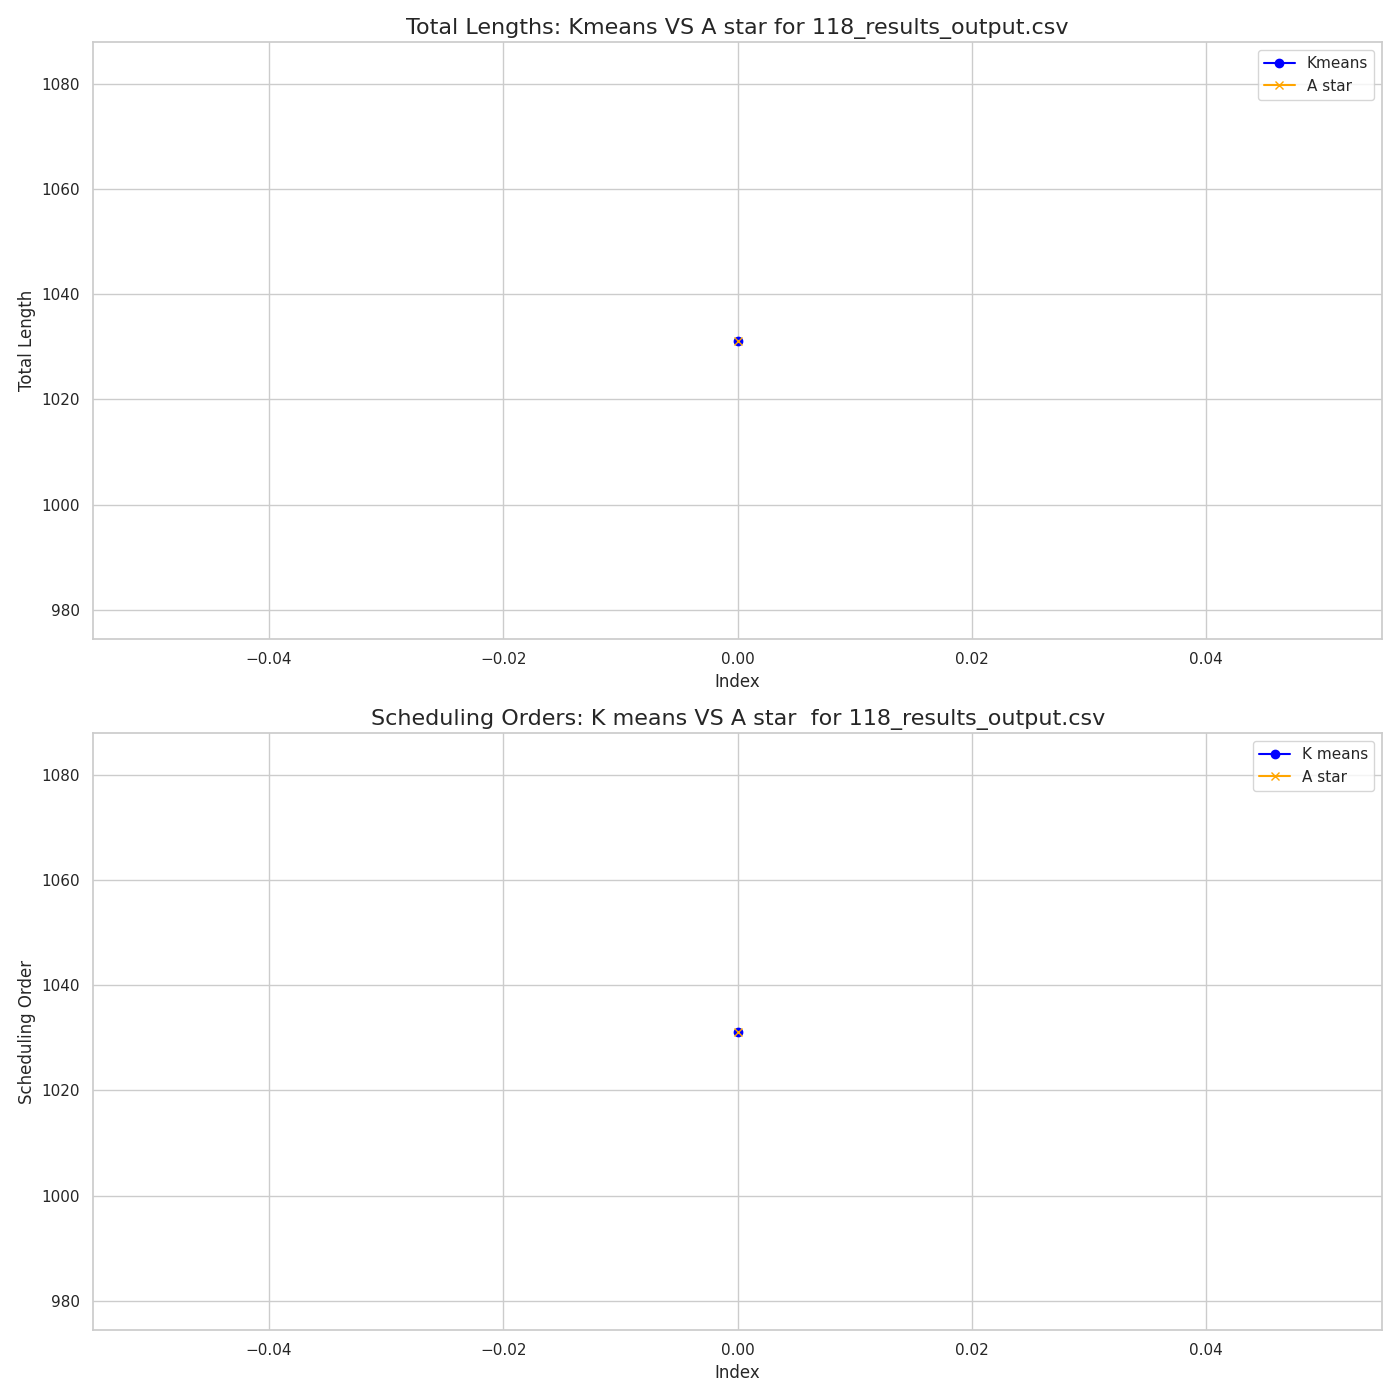 Total Lengths: Kmeans VS A star for 118_results_output.csv
Kmeans
A star
1080
1060
1040
1020
1000
980
Total Length
−0.04 −0.02 0.00 0.02 0.04
Index
Scheduling Orders: K means VS A star  for 118_results_output.csv
K means
A star
1080
1060
1040
1020
1000
980
Scheduling Order
−0.04 −0.02 0.00 0.02 0.04
Index